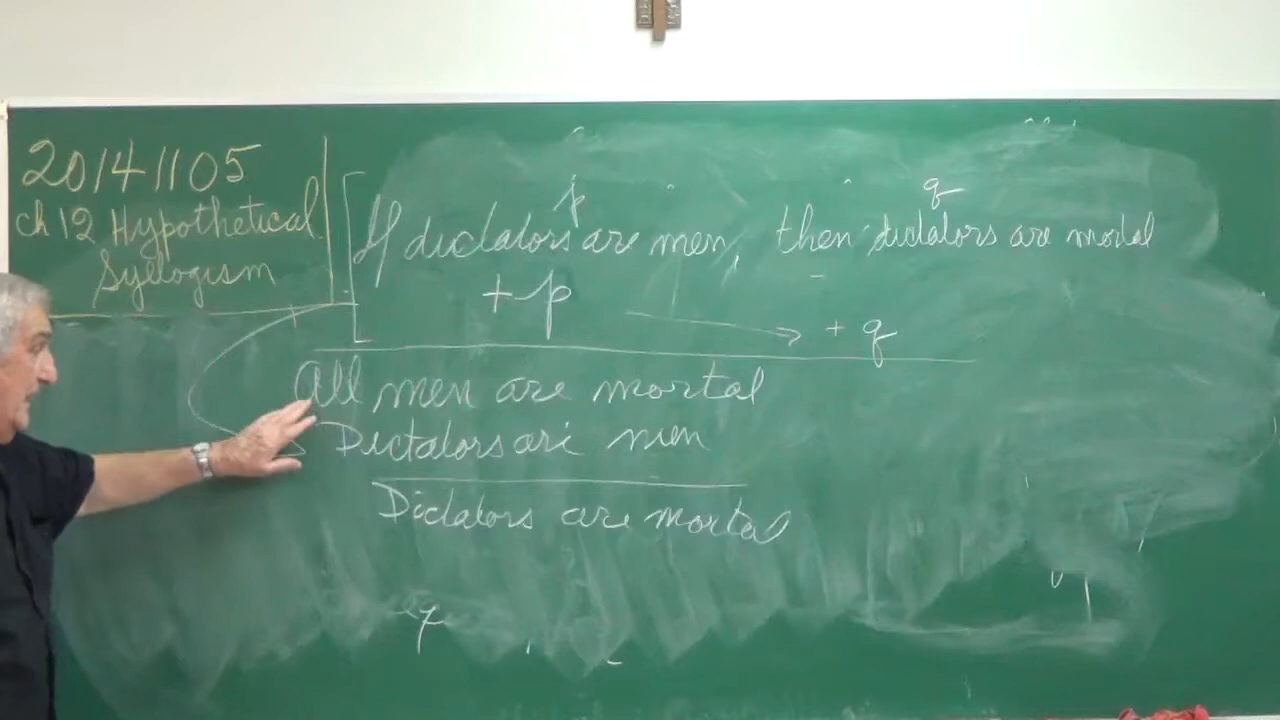 20141105
ch 12 Hypothetical
Syllogism
p q
If dictators are men, then dictators are mortal
+ p → + q
All men are mortal
Dictators are men
Dictators are mortal